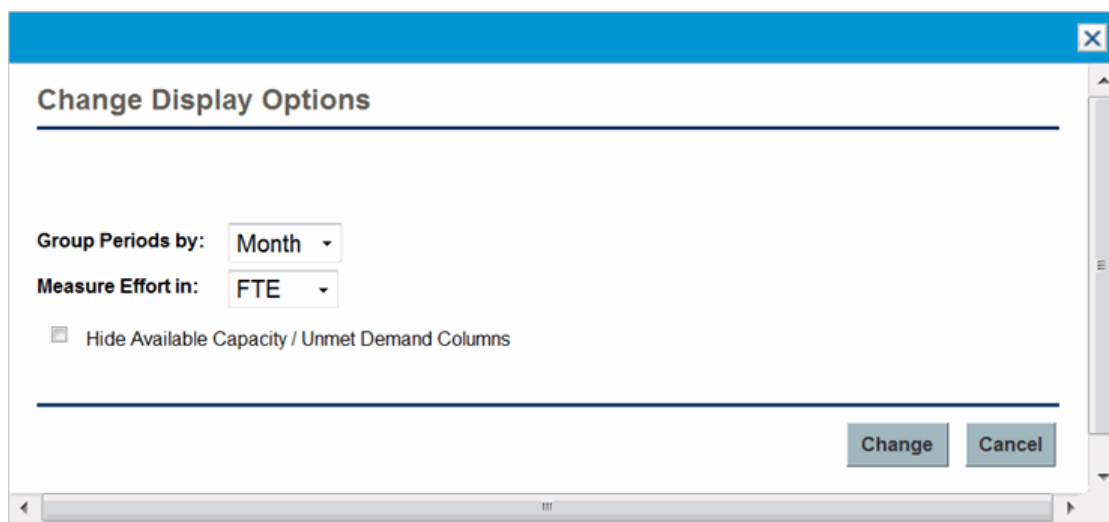 Change Display Options
Group Periods by: Month
Measure Effort in: FTE
Hide Available Capacity / Unmet Demand Columns
Change Cancel